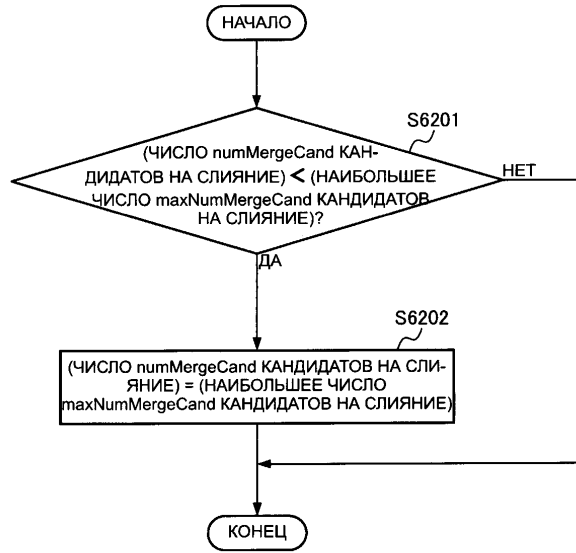 НАЧАЛО
S6201
(ЧИСЛО numMergeCand КАН-
ДИДАТОВ НА СЛИЯНИЕ) < (НАИБОЛЬШЕЕ
ЧИСЛО maxNumMergeCand КАНДИДАТОВ
НА СЛИЯНИЕ)?
НЕТ
ДА
S6202
(ЧИСЛО numMergeCand КАНДИДАТОВ НА СЛИ-
ЯНИЕ) = (НАИБОЛЬШЕЕ ЧИСЛО
maxNumMergeCand КАНДИДАТОВ НА СЛИЯНИЕ)
КОНЕЦ